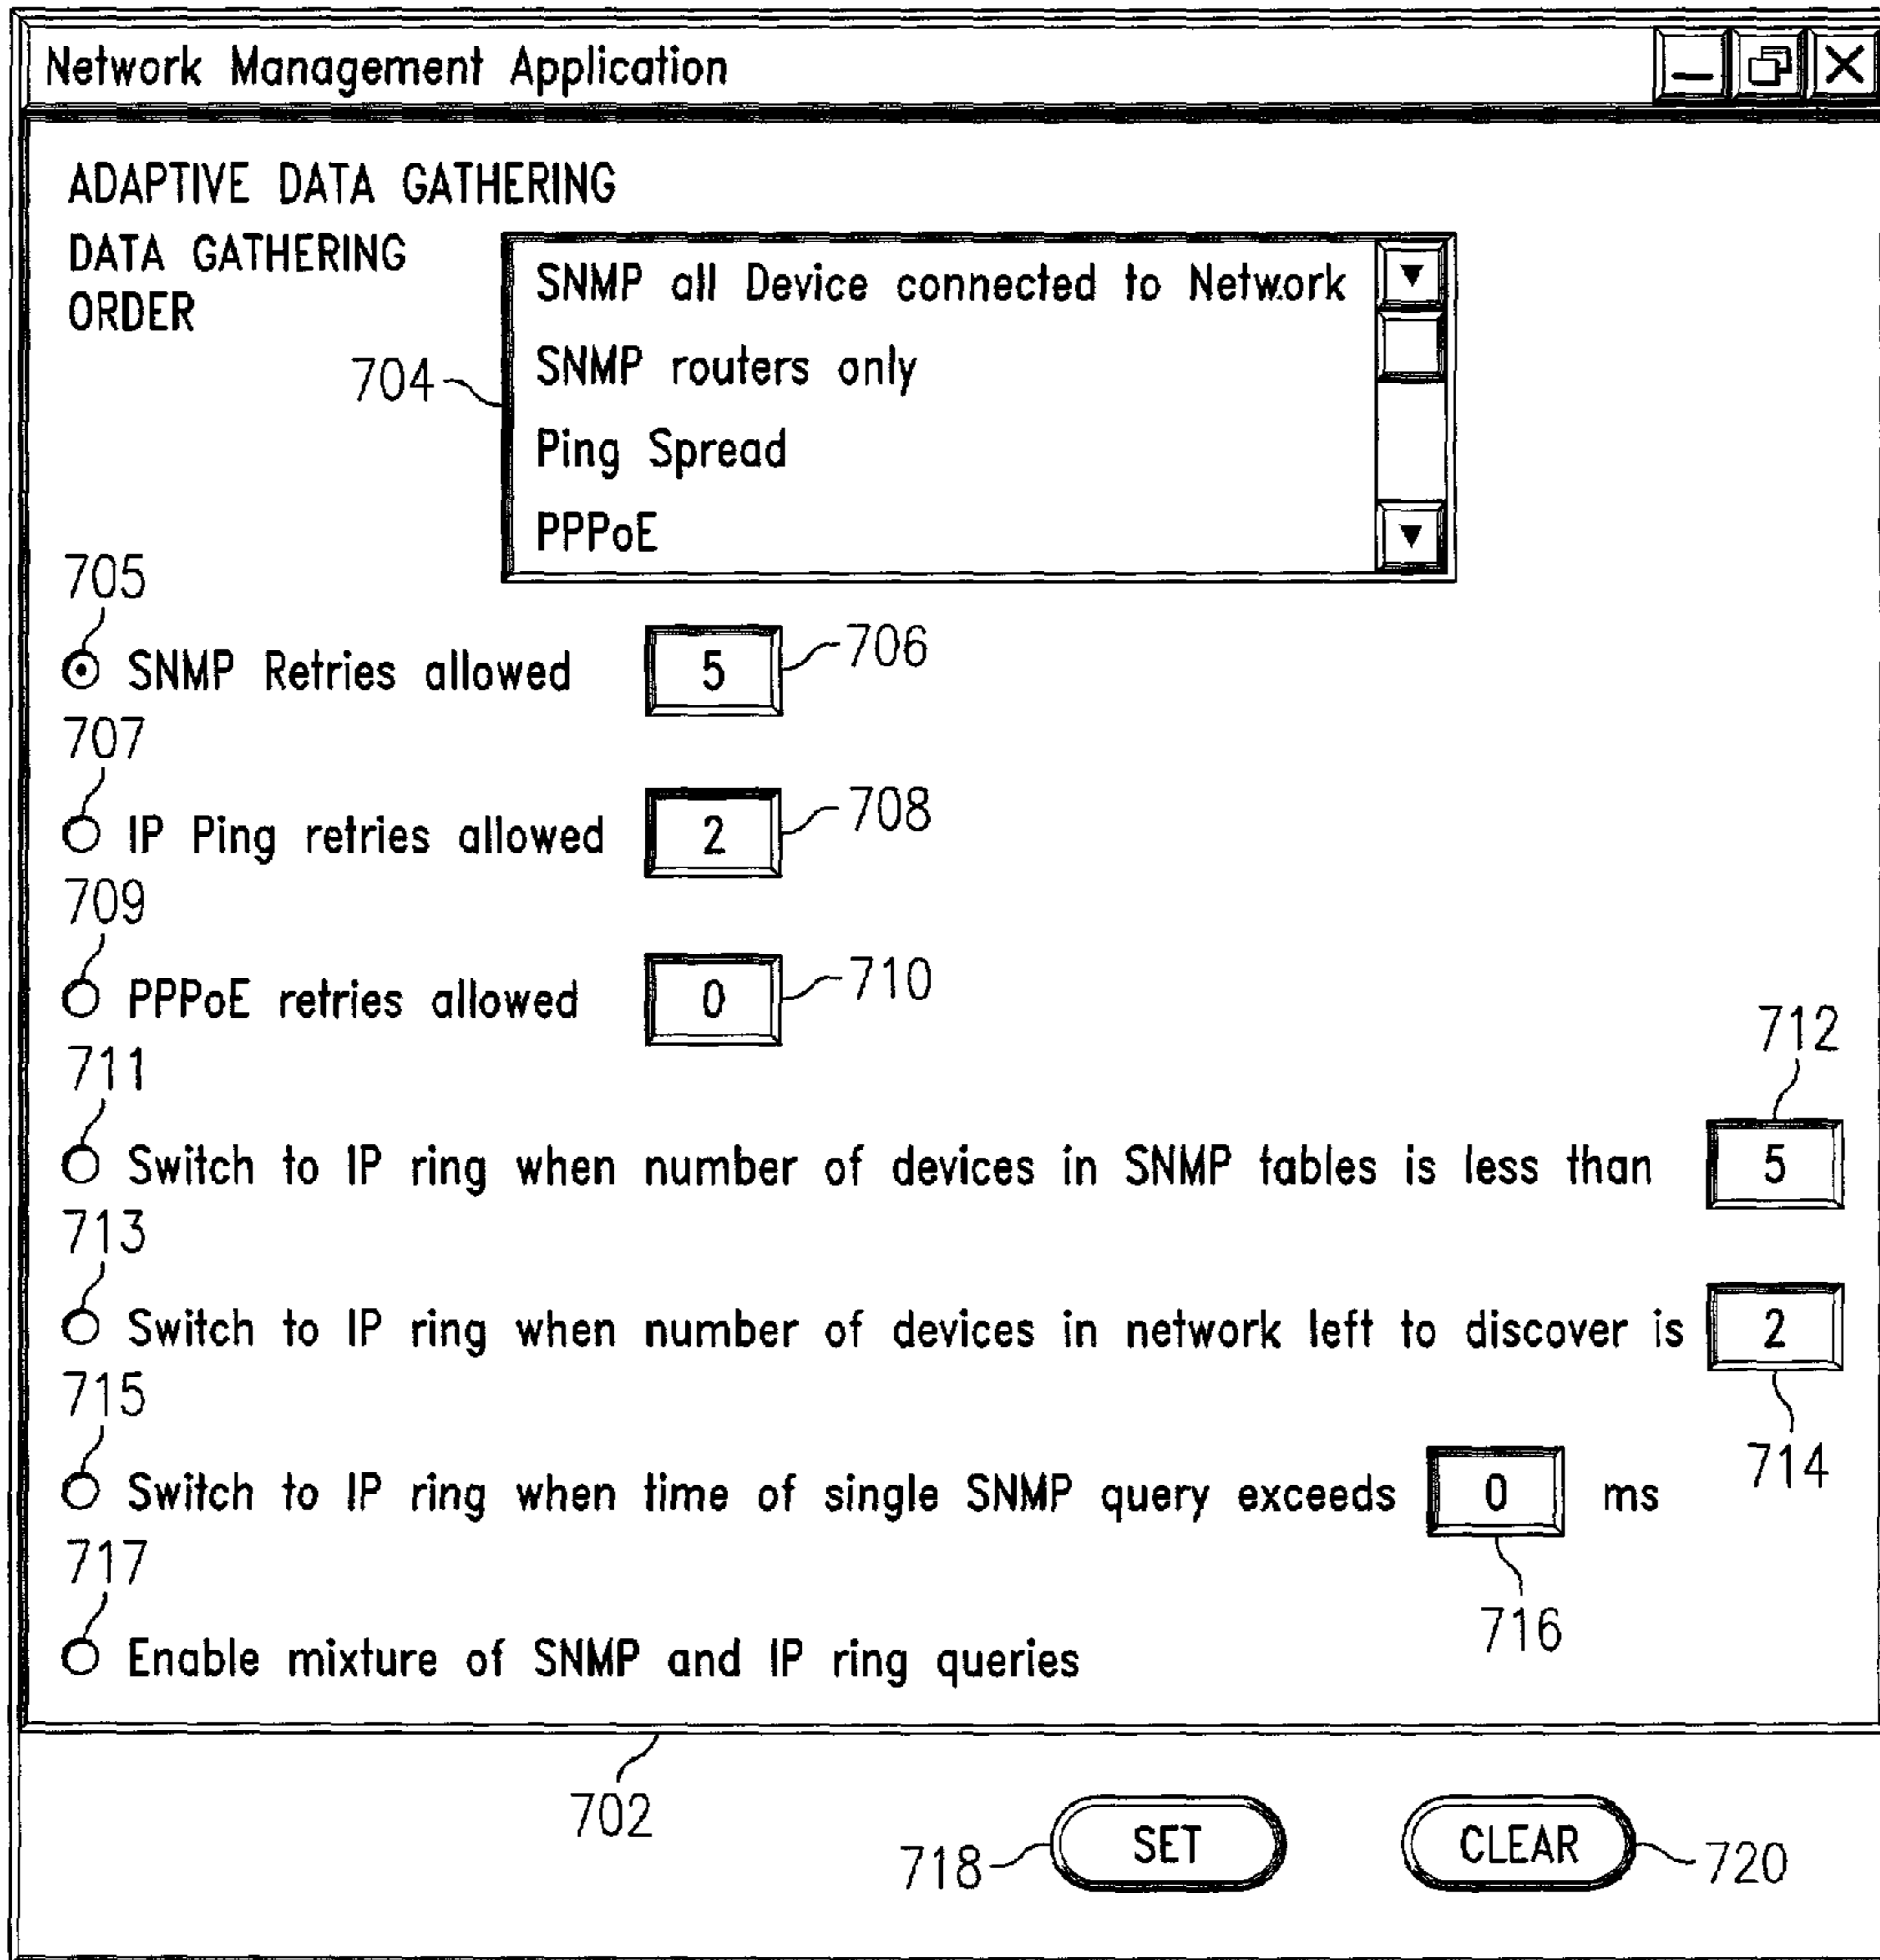 Network Management Application
ADAPTIVE DATA GATHERING
DATA GATHERING
ORDER
704
SNMP all Device connected to Network
SNMP routers only
Ping Spread
PPPoE
705
SNMP Retries allowed 5 706
707
IP Ping retries allowed 2 708
709
PPPoE retries allowed 0 710
711
712
Switch to IP ring when number of devices in SNMP tables is less than 5
713
Switch to IP ring when number of devices in network left to discover is 2
715
714
Switch to IP ring when time of single SNMP query exceeds 0 ms
717
716
Enable mixture of SNMP and IP ring queries
702
718 SET CLEAR 720